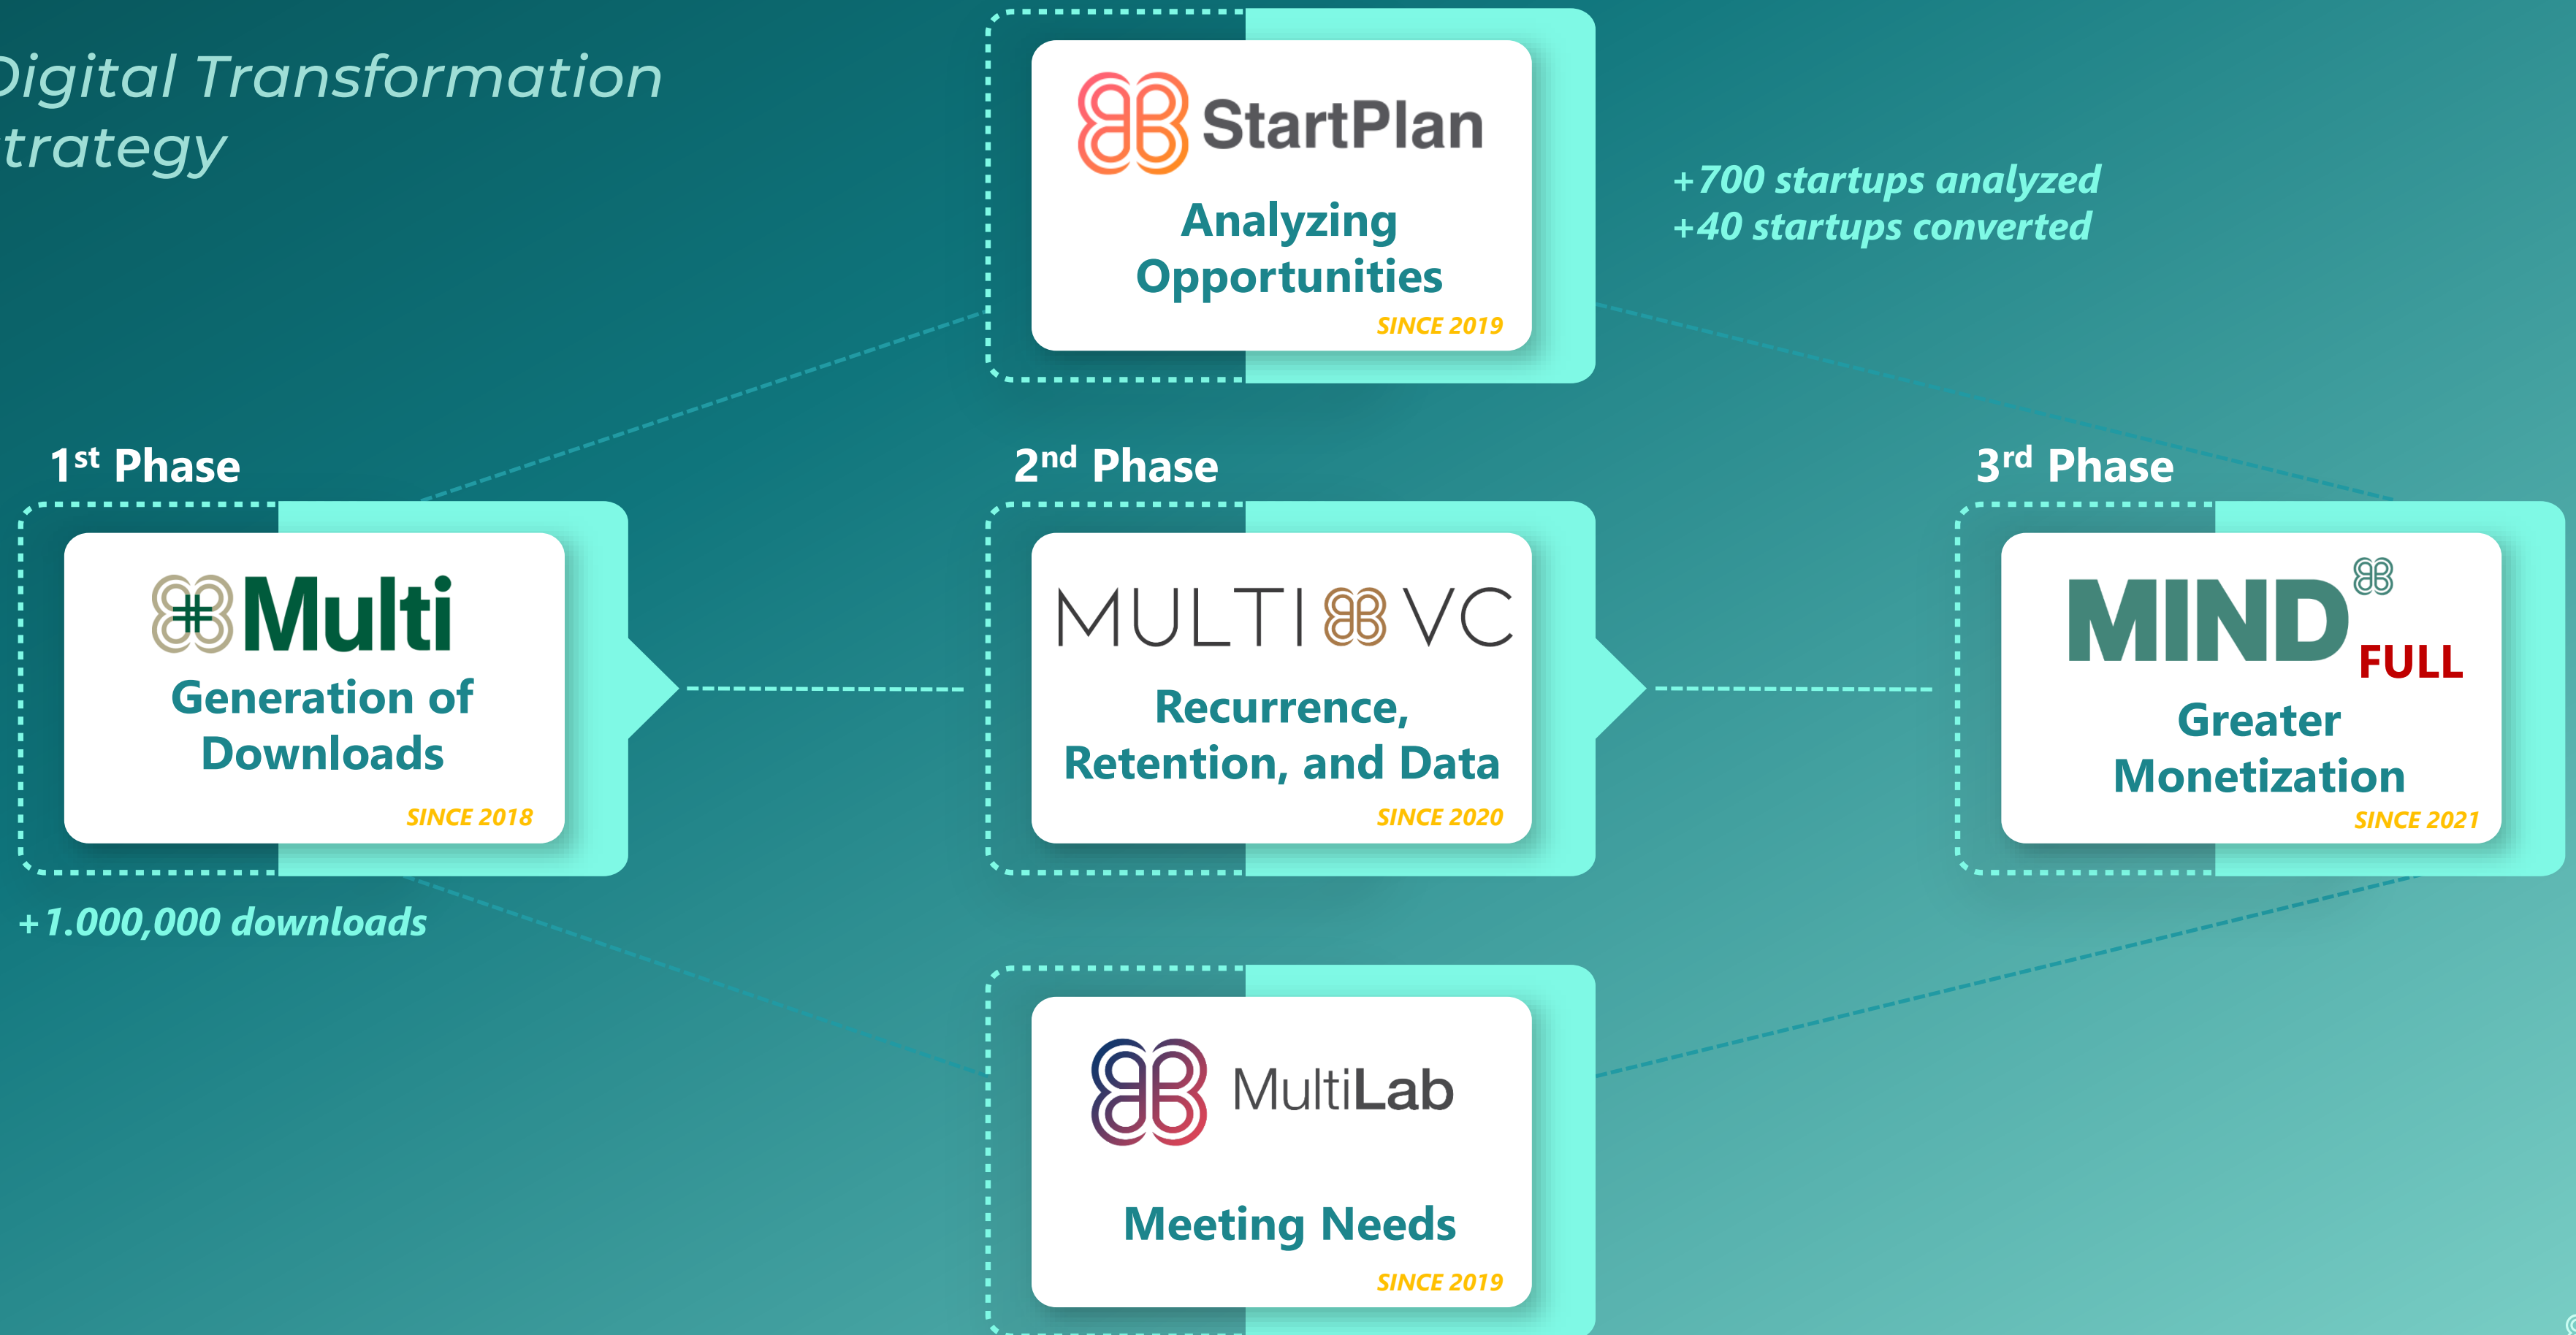 Digital Transformation
trategy
StartPlan
Analyzing
Opportunities
SINCE 2019
+700 startups analyzed
+40 startups converted
1st Phase
Multi
Generation of
Downloads
SINCE 2018
+1.000,000 downloads
2nd Phase
MULTI VC
Recurrence,
Retention, and Data
SINCE 2020
3rd Phase
MIND
FULL
Greater
Monetization
SINCE 2021
MultiLab
Meeting Needs
SINCE 2019